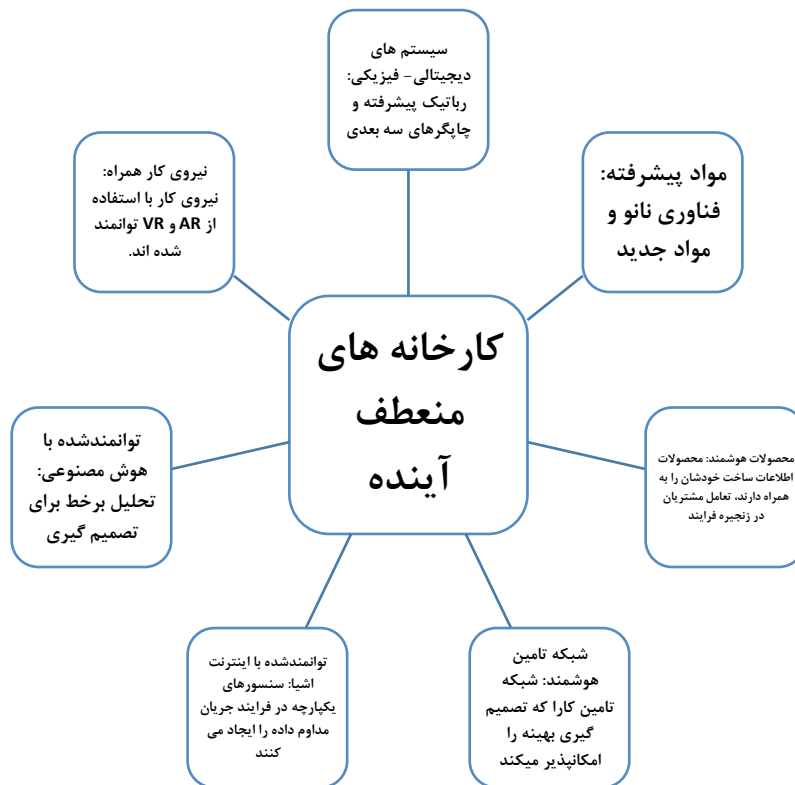 سیستم های
دیجیتالی- فیزیکی:
رباتیک پیشرفته و
چاپگرهای سه بعدی
مواد پیشرفته:
فناوری نانو و
مواد جدید
نیروی کار همراه:
نیروی کار با استفاده
از AR و VR توانمند
شده اند.
کارخانه های
منعطف
آینده
محصولات هوشمند: محصولات
اطلاعات ساخت خودشان را به
همراه دارند، تعامل مشتریان
در زنجیره فرایند
توانمندشده با
هوش مصنوعی:
تحلیل برخط برای
تصمیم گیری
شبکه تامین
هوشمند: شبکه
تامین کارا که تصمیم
گیری بهینه را
امکانپذیر میکند
توانمندشده با اینترنت
اشیا: سنسورهای
یکپارچه در فرایند جریان
مداوم داده را ایجاد می
کنند